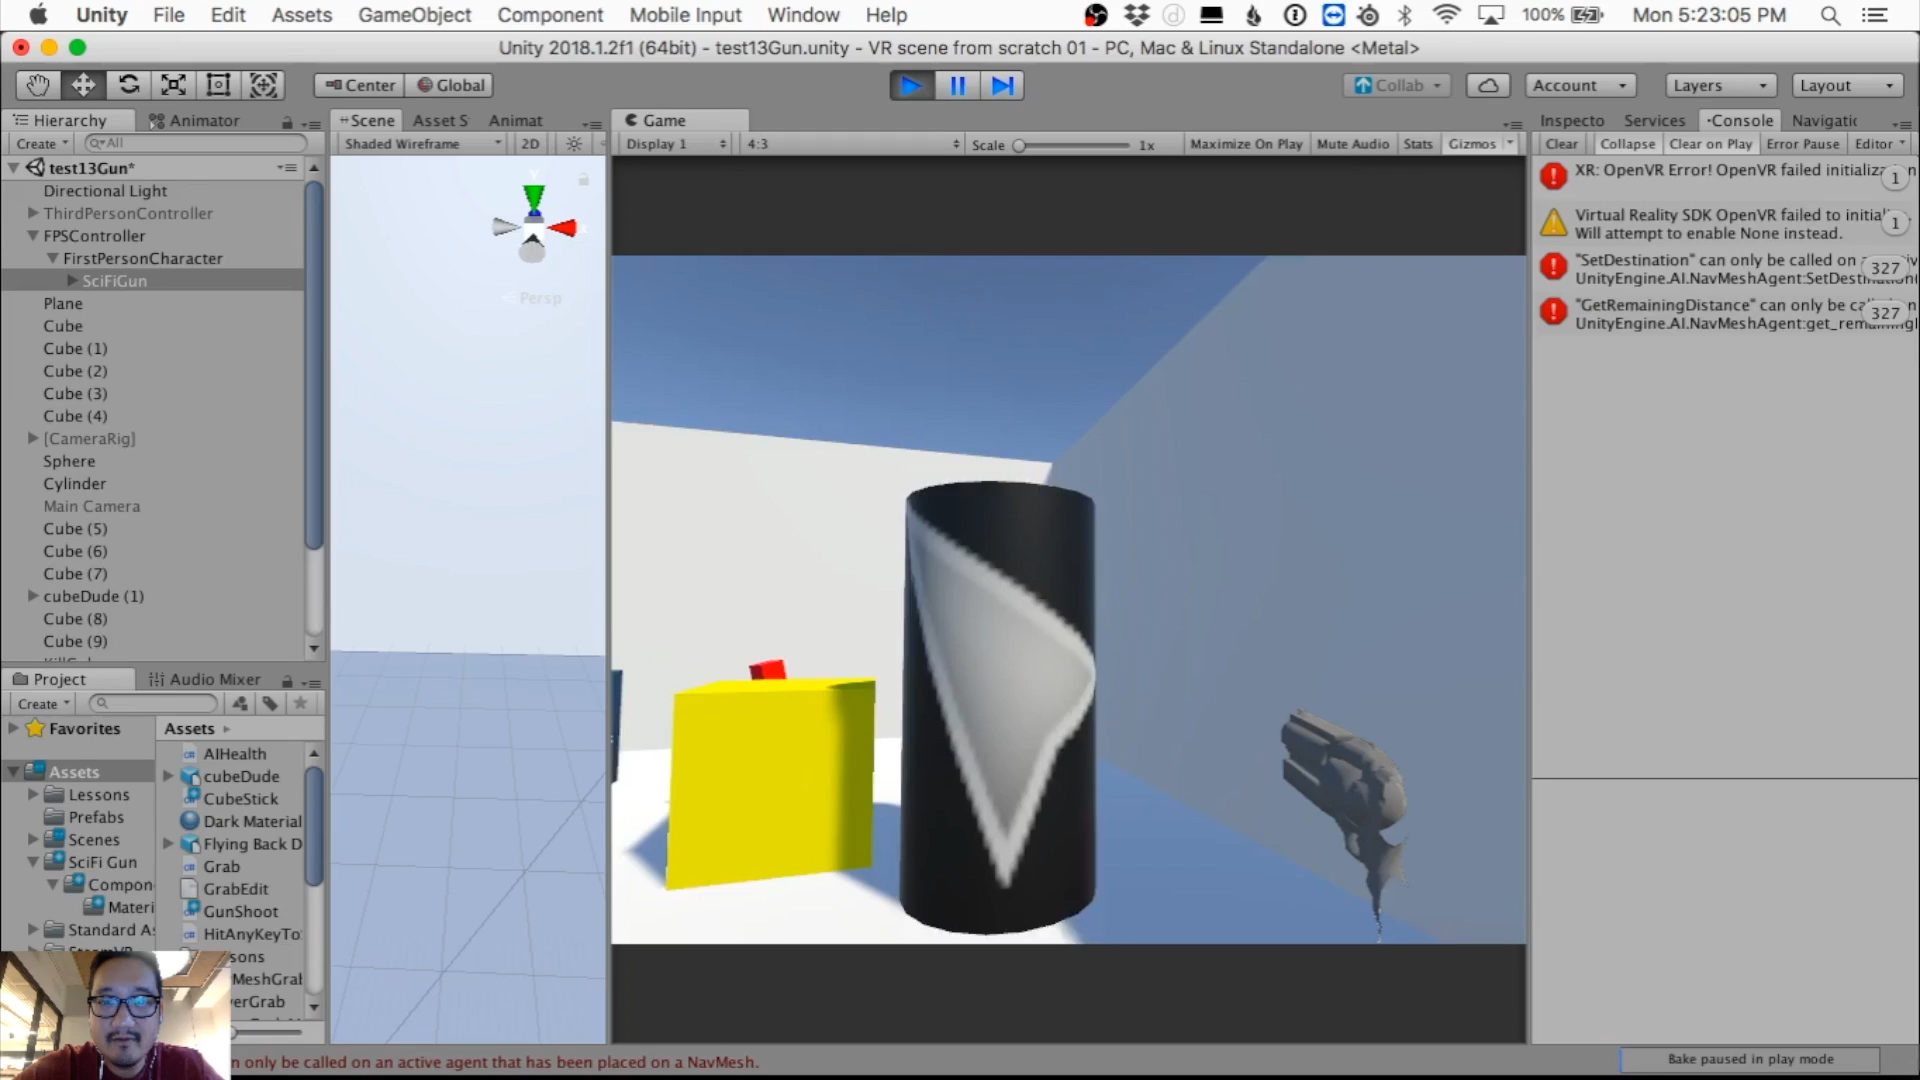 Unity File Edit Assets GameObject Component Mobile Input Window Help 100% Mon 5:23:05 PM
Unity 2018.1.2f1 (64bit) - test13Gun.unity - VR scene from scratch 01 - PC, Mac & Linux Standalone <Metal>
Center Global Collab Account Layers Layout
Hierarchy Animator Scene Asset S Animat Game Inspecto Services Console Navigatic
Create All Shaded Wireframe 2D Display 1 4:3 Scale 1x Maximize On Play Mute Audio Stats Gizmos Clear Collapse Clear on Play Error Pause Editor
test13Gun*
Directional Light
ThirdPersonController
FPSController
FirstPersonCharacter
SciFiGun
Plane
Cube
Cube (1)
Cube (2)
Cube (3)
Cube (4)
[CameraRig]
Sphere
Cylinder
Main Camera
Cube (5)
Cube (6)
Cube (7)
cubeDude (1)
Cube (8)
Cube (9)
Persp
XR: OpenVR Error! OpenVR failed initializa 1
Virtual Reality SDK OpenVR failed to initial
Will attempt to enable None instead. 1
"SetDestination" can only be called on
UnityEngine.AI.NavMeshAgent:SetDestination 327
"GetRemainingDistance" can only be
UnityEngine.AI.NavMeshAgent:get_remaining 327
Project Audio Mixer
Create
Favorites
Assets
Lessons
Prefabs
Scenes
SciFi Gun
Compon
Materi
Standard As
Assets
AIHealth
cubeDude
CubeStick
Dark Material
Flying Back D
Grab
GrabEdit
GunShoot
HitAnyKeyTo
sons
MeshGrab
erGrab
n only be called on an active agent that has been placed on a NavMesh.
Bake paused in play mode